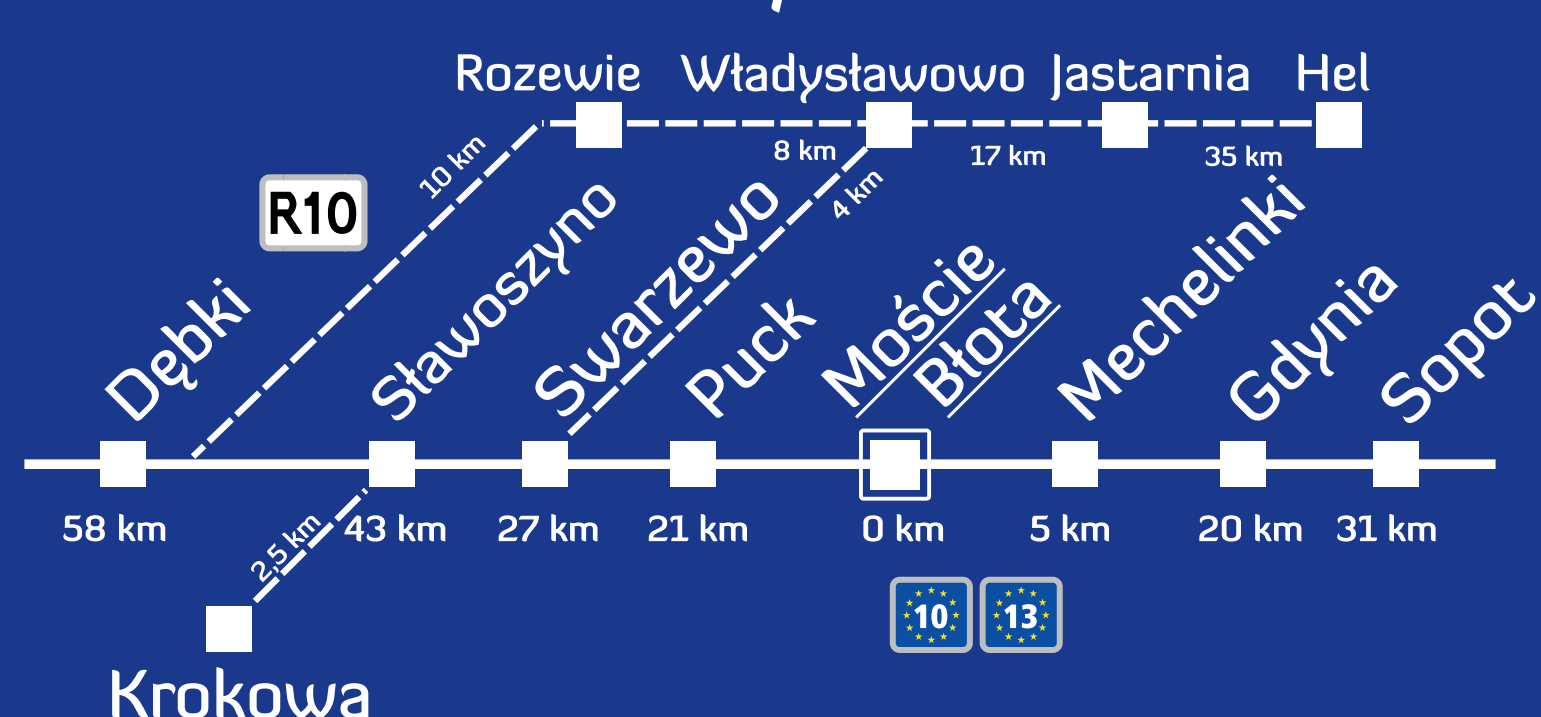 Rozewie Władysławowo Jastarnia Hel
10 km 8 km 17 km 35 km
4 km
R10
Dębki Sławoszyno Swarzewo Puck Moście Błota Mechelinki Gdynia Sopot
58 km 43 km 27 km 21 km 0 km 5 km 20 km 31 km
2,5 km
10 13
Krokowa